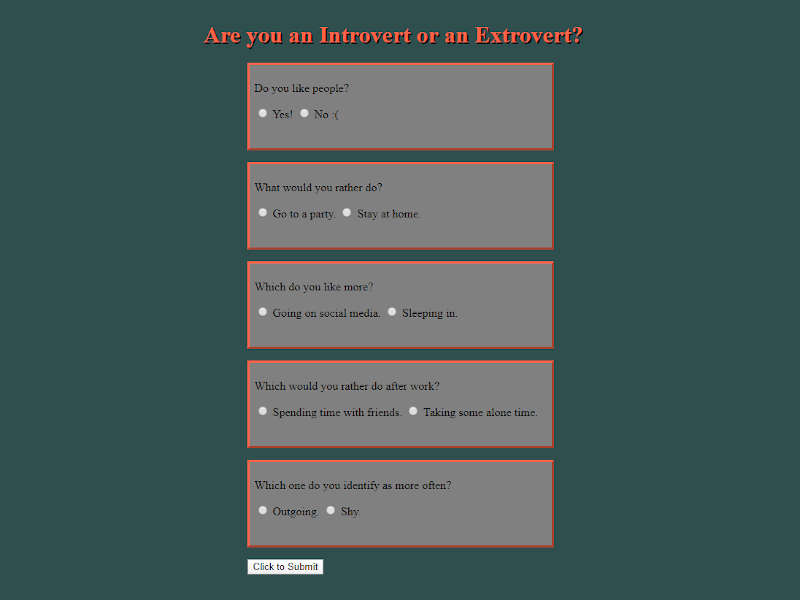 Are you an Introvert or an Extrovert?
Do you like people?
Yes! No :(
What would you rather do?
Go to a party. Stay at home.
Which do you like more?
Going on social media. Sleeping in.
Which would you rather do after work?
Spending time with friends. Taking some alone time.
Which one do you identify as more often?
Outgoing. Shy.
Click to Submit